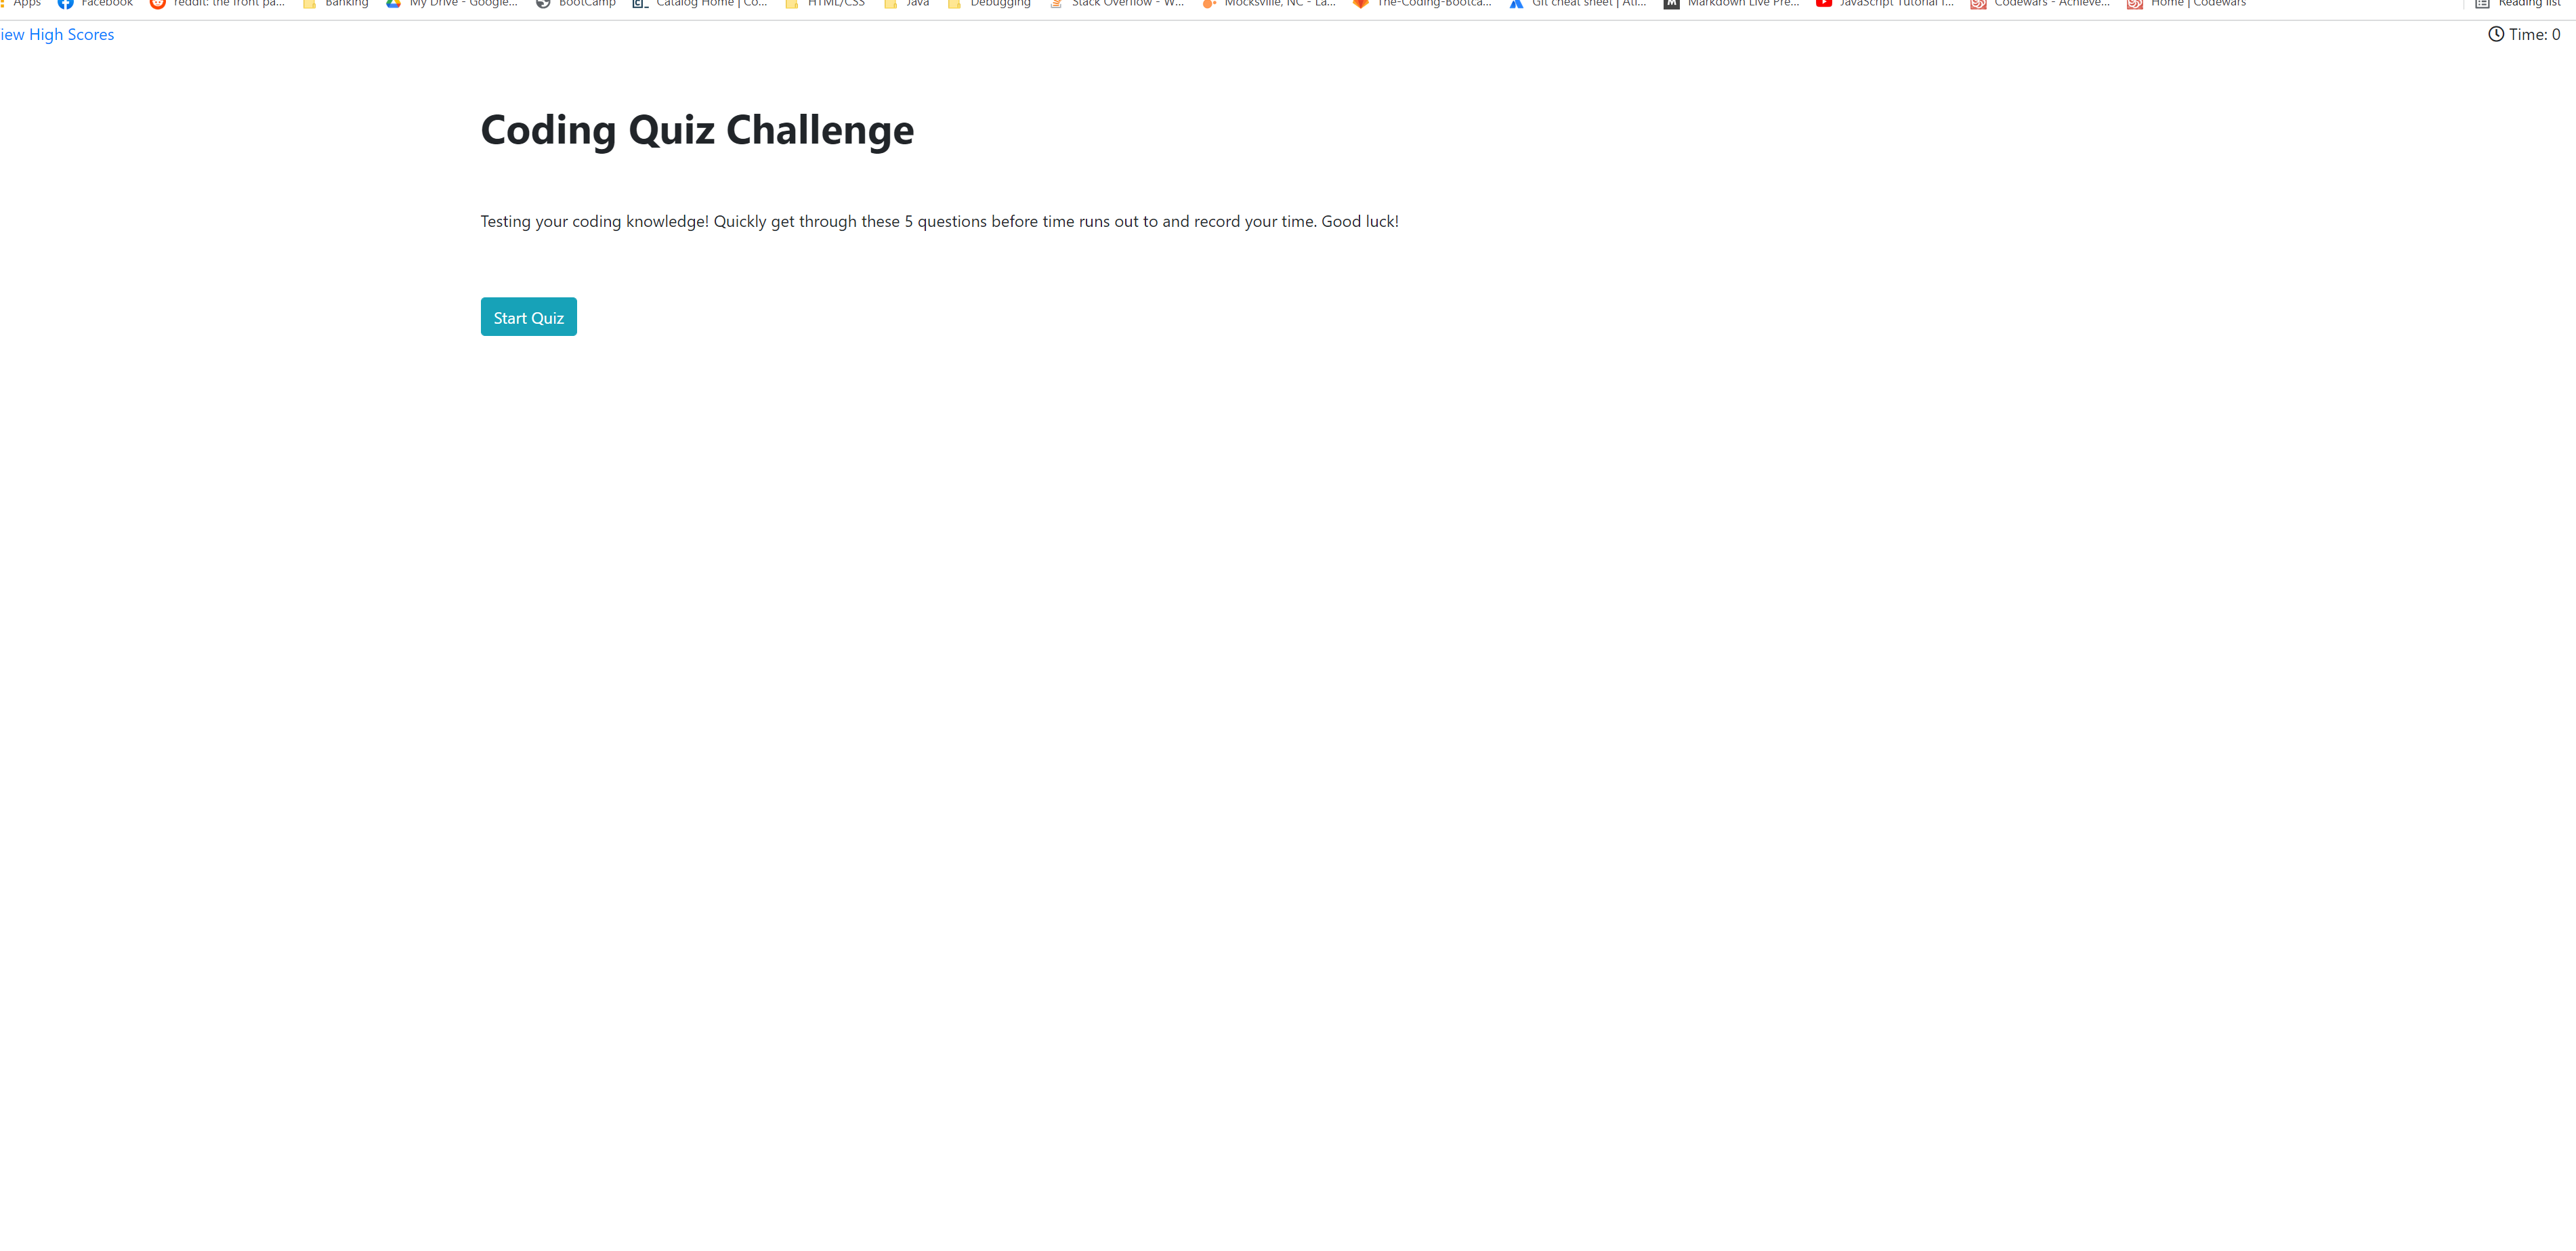 Apps Facebook reddit: the front pa... Banking My Drive - Google... BootCamp Catalog Home | Co... HTML/CSS Java Debugging Stack Overflow - W... Mocksville, NC - La... The-Coding-Bootca... Git cheat sheet | Atl... Markdown Live Pre... JavaScript Tutorial f... Codewars - Achieve... Home | Codewars Reading list
iew High Scores Time: 0
Coding Quiz Challenge
Testing your coding knowledge! Quickly get through these 5 questions before time runs out to and record your time. Good luck!
Start Quiz